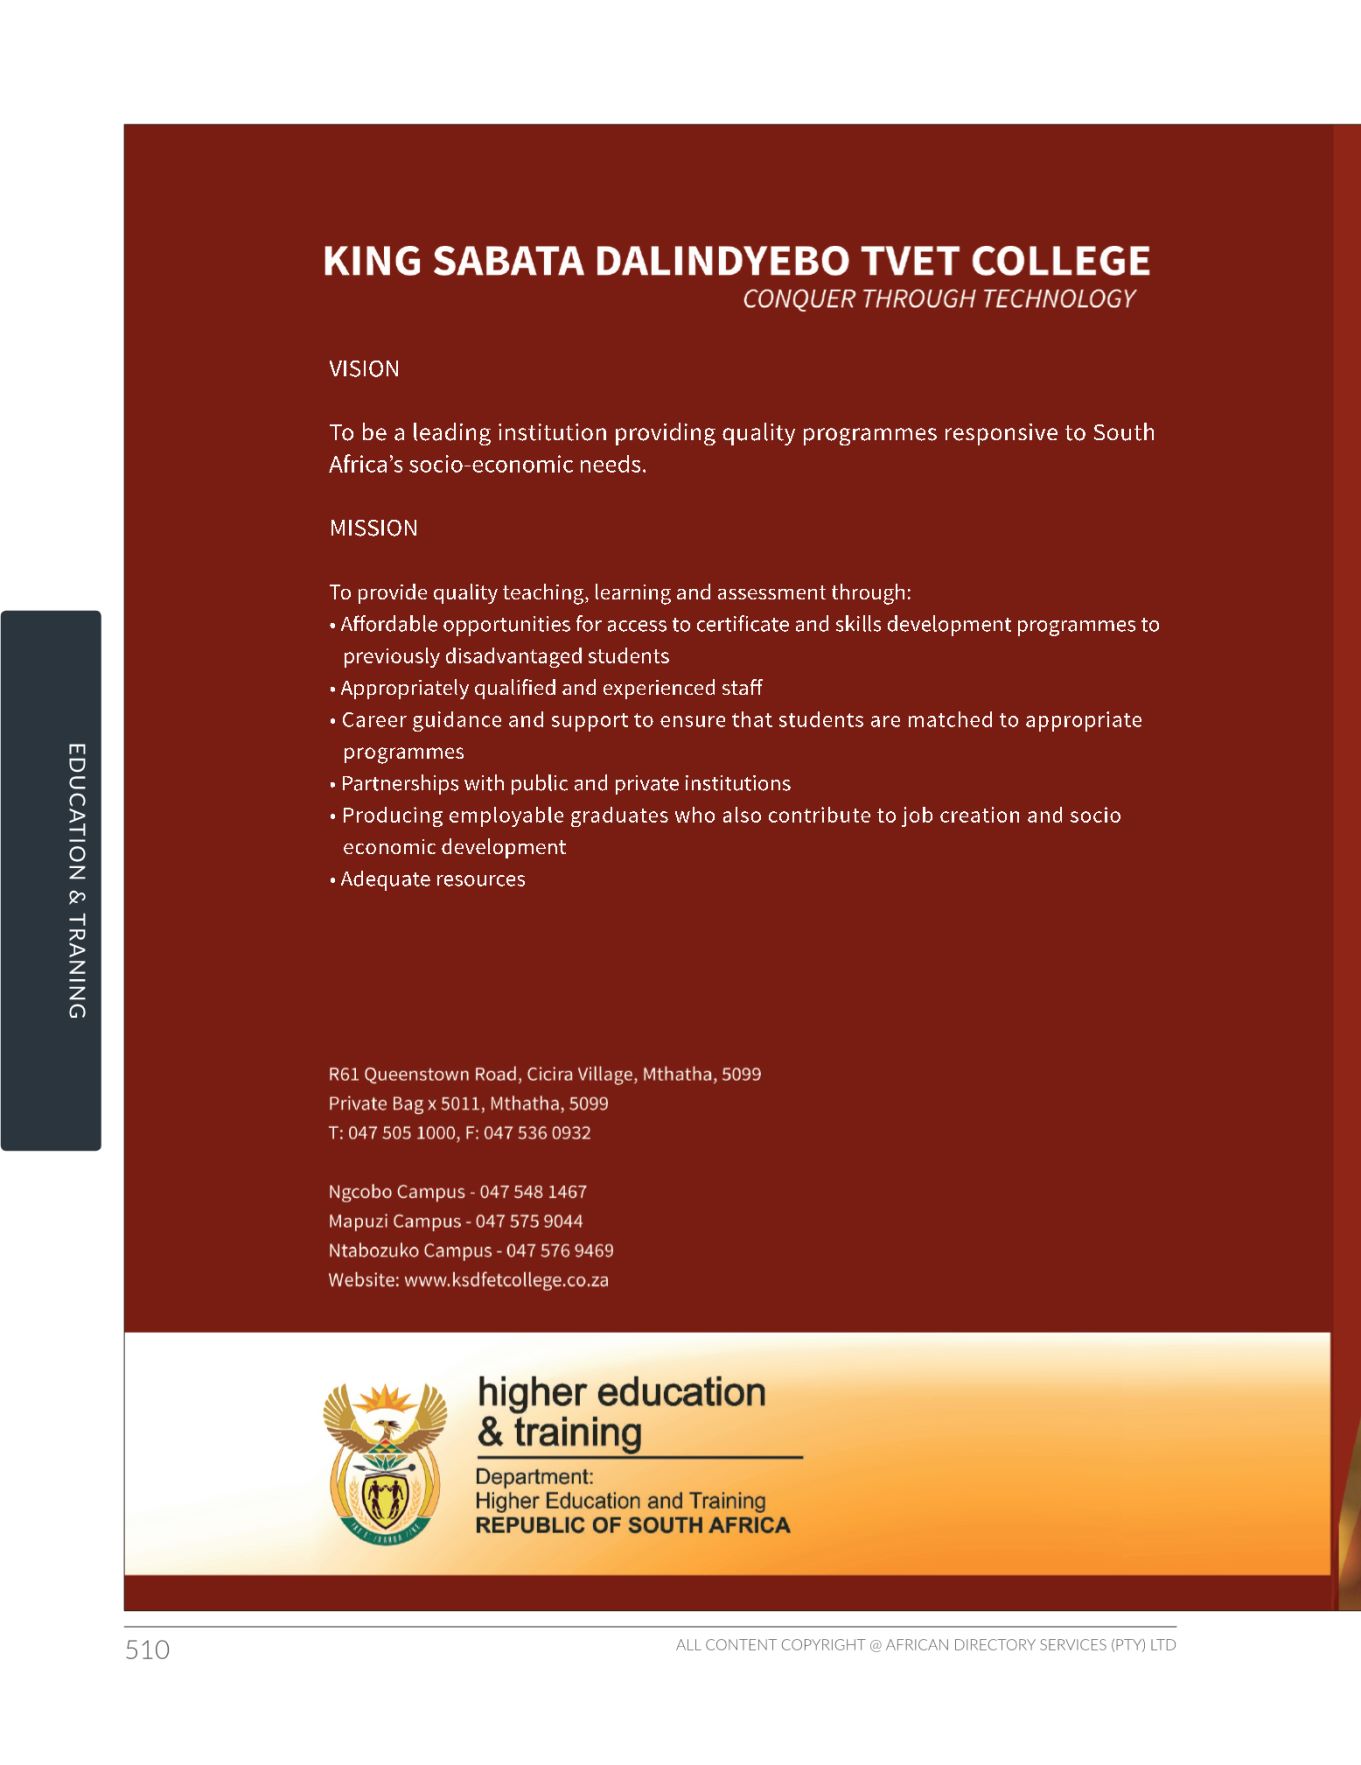 KING SABATA DALINDYEBO TVET COLLEGE
CONQUER THROUGH TECHNOLOGY
VISION
To be a leading institution providing quality programmes responsive to South
Africa’s socio-economic needs.
MISSION
To provide quality teaching, learning and assessment through:
• Affordable opportunities for access to certificate and skills development programmes to
previously disadvantaged students
• Appropriately qualified and experienced staff
• Career guidance and support to ensure that students are matched to appropriate
programmes
• Partnerships with public and private institutions
• Producing employable graduates who also contribute to job creation and socio
economic development
• Adequate resources
EDUCATION & TRANING
R61 Queenstown Road, Cicira Village, Mthatha, 5099
Private Bag x 5011, Mthatha, 5099
T: 047 505 1000, F: 047 536 0932
Ngcobo Campus - 047 548 1467
Mapuzi Campus - 047 575 9044
Ntabozuko Campus - 047 576 9469
Website: www.ksdfetcollege.co.za
higher education
& training
Department:
Higher Education and Training
REPUBLIC OF SOUTH AFRICA
510
ALL CONTENT COPYRIGHT @ AFRICAN DIRECTORY SERVICES (PTY) LTD